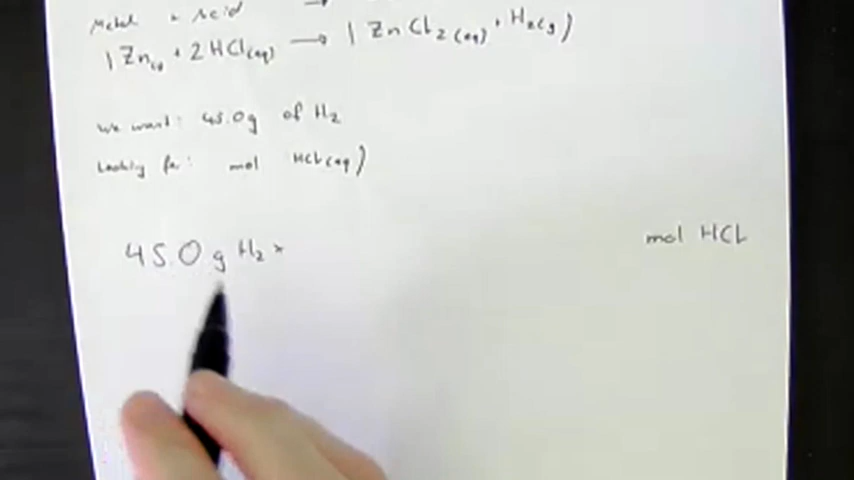 Metal + Acid →
1 Zn(s) + 2 HCl(aq) → 1 ZnCl2(aq) + H2(g)
We want: 45.0g of H2
Looking for: mol HCl(aq)
45.0 g H2 × mol HCl